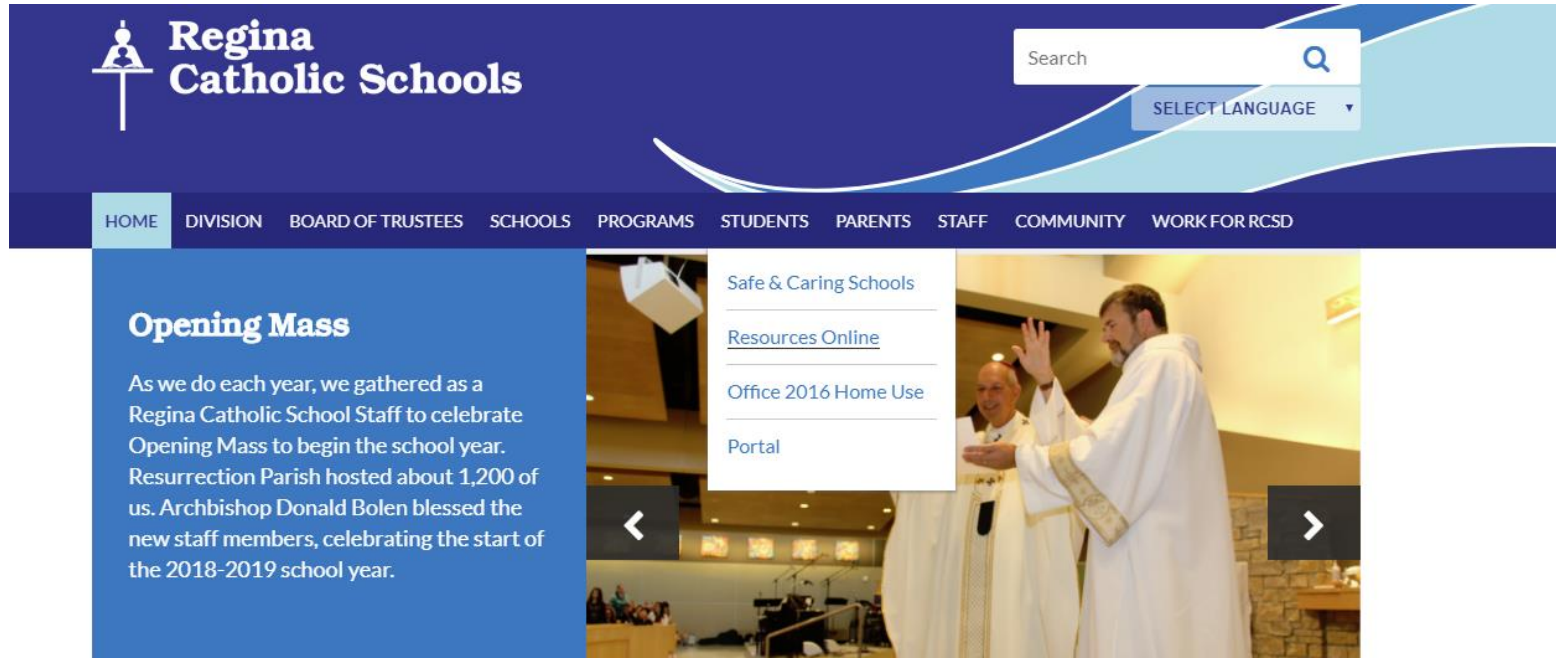 Regina
Catholic Schools
Search
SELECT LANGUAGE
HOME DIVISION BOARD OF TRUSTEES SCHOOLS PROGRAMS STUDENTS PARENTS STAFF COMMUNITY WORK FOR RCSD
Safe & Caring Schools
Resources Online
Office 2016 Home Use
Portal
Opening Mass
As we do each year, we gathered as a
Regina Catholic School Staff to celebrate
Opening Mass to begin the school year.
Resurrection Parish hosted about 1,200 of
us. Archbishop Donald Bolen blessed the
new staff members, celebrating the start of
the 2018-2019 school year.